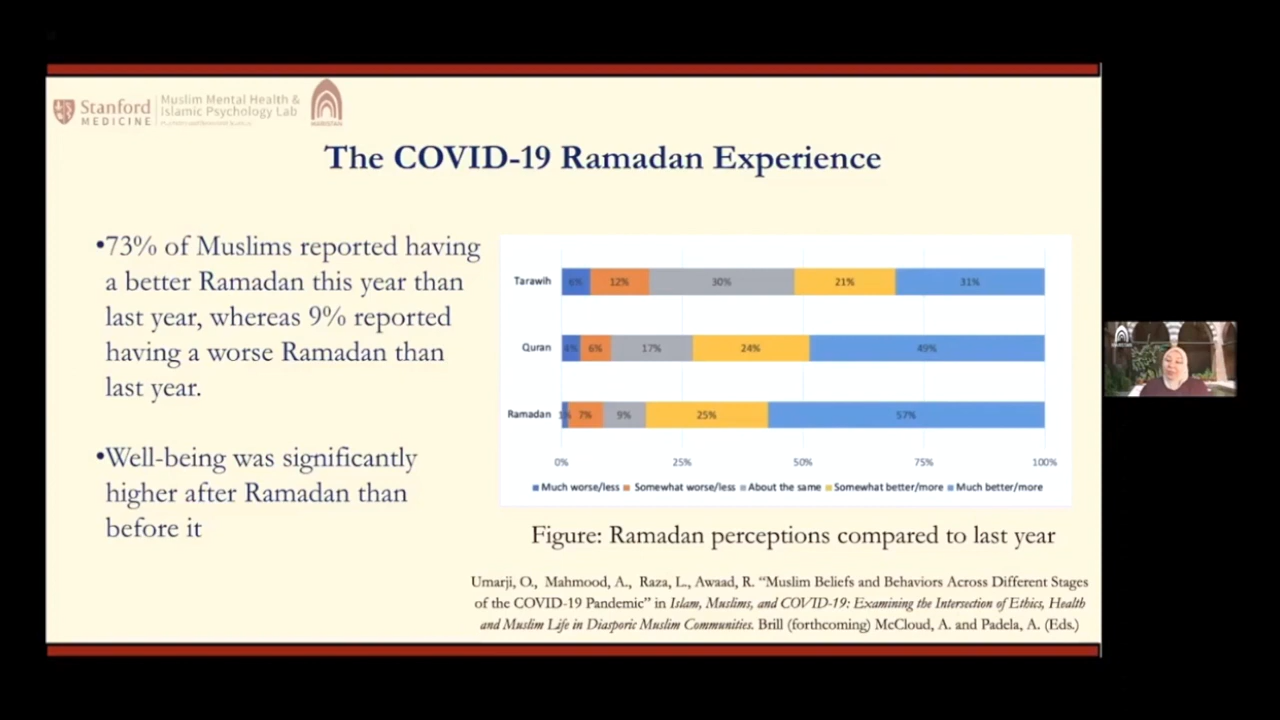 Stanford
MEDICINE
Muslim Mental Health &
Islamic Psychology Lab
MARISTAN
The COVID-19 Ramadan Experience
•73% of Muslims reported having
a better Ramadan this year than
last year, whereas 9% reported
having a worse Ramadan than
last year.
•Well-being was significantly
higher after Ramadan than
before it
Tarawih 6% 12% 30% 21% 31%
Quran 4% 6% 17% 24% 49%
Ramadan 1% 7% 9% 25% 57%
0% 25% 50% 75% 100%
Much worse/less Somewhat worse/less About the same Somewhat better/more Much better/more
Figure: Ramadan perceptions compared to last year
Umarji, O., Mahmood, A., Raza, L., Awaad, R. “Muslim Beliefs and Behaviors Across Different Stages
of the COVID-19 Pandemic” in Islam, Muslims, and COVID-19: Examining the Intersection of Ethics, Health
and Muslim Life in Diasporic Muslim Communities. Brill (forthcoming) McCloud, A. and Padela, A. (Eds.)
MARISTAN